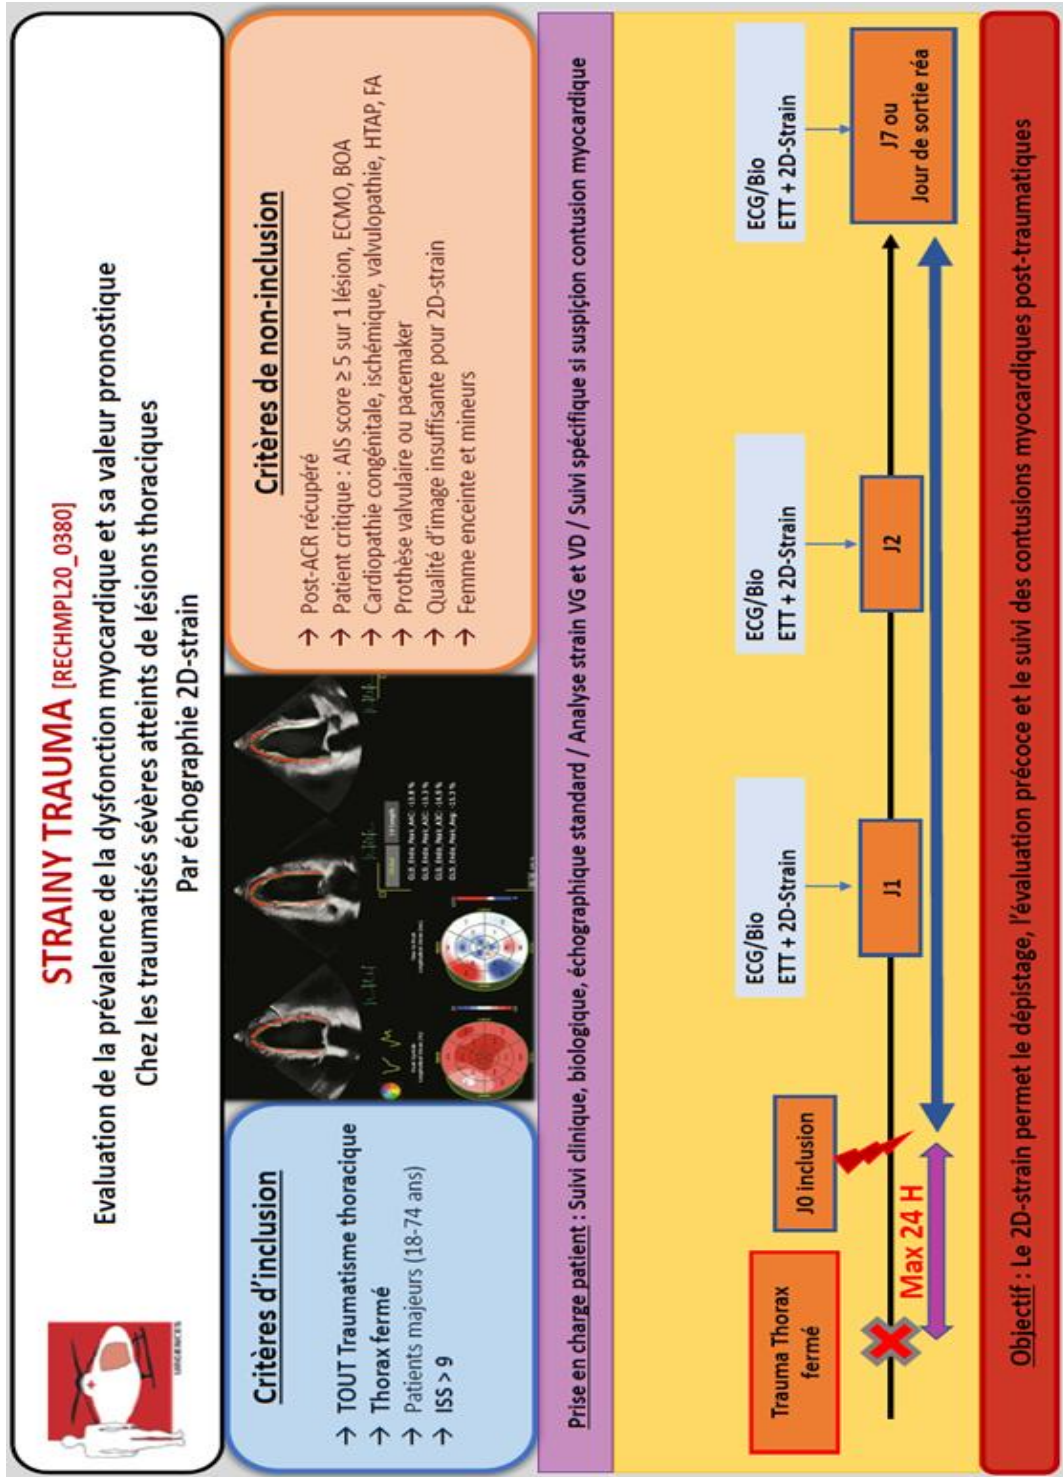 STRAINY TRAUMA [RECHMPL20_0380]
Evaluation de la prévalence de la dysfonction myocardique et sa valeur pronostique
Chez les traumatisés sévères atteints de lésions thoraciques
Par échographie 2D-strain
URGENCES
Critères d'inclusion
→ TOUT Traumatisme thoracique
→ Thorax fermé
→ Patients majeurs (18-74 ans)
→ ISS > 9
Critères de non-inclusion
→ Post-ACR récupéré
→ Patient critique : AIS score ≥ 5 sur 1 lésion, ECMO, BOA
→ Cardiopathie congénitale, ischémique, valvulopathie, HTAP, FA
→ Prothèse valvulaire ou pacemaker
→ Qualité d'image insuffisante pour 2D-strain
→ Femme enceinte et mineurs
Prise en charge patient : Suivi clinique, biologique, échographique standard / Analyse strain VG et VD / Suivi spécifique si suspiçion contusion myocardique
Trauma Thorax
fermé
J0 inclusion
Max 24 H
ECG/Bio
ETT + 2D-Strain
J1
ECG/Bio
ETT + 2D-Strain
J2
ECG/Bio
ETT + 2D-Strain
J7 ou
Jour de sortie réa
Objectif : Le 2D-strain permet le dépistage, l'évaluation précoce et le suivi des contusions myocardiques post-traumatiques